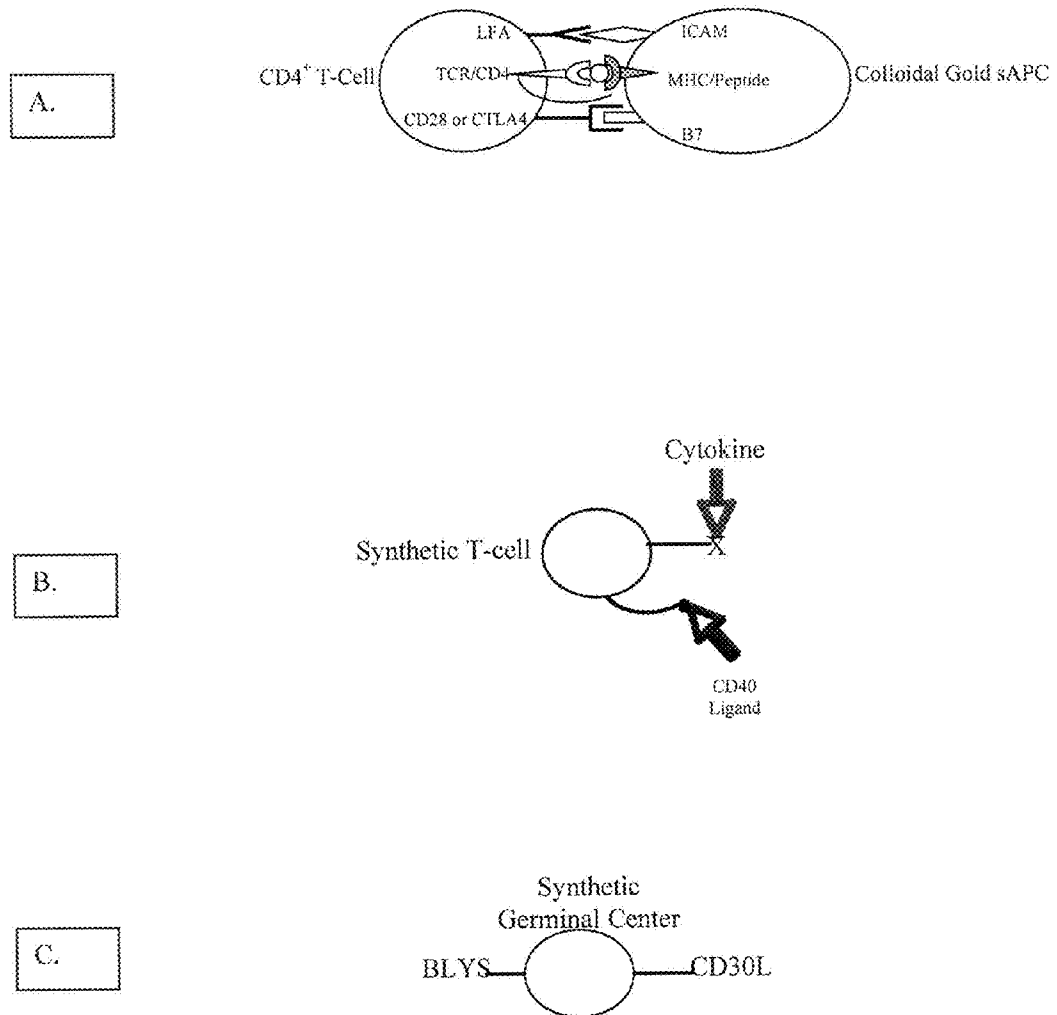 A.
CD4⁺ T-Cell
LFA
TCR/CD4
CD28 or CTLA4
ICAM
MHC/Peptide
B7
Colloidal Gold sAPC
B.
Cytokine
Synthetic T-cell
X
CD40
Ligand
C.
Synthetic
Germinal Center
BLYS
CD30L